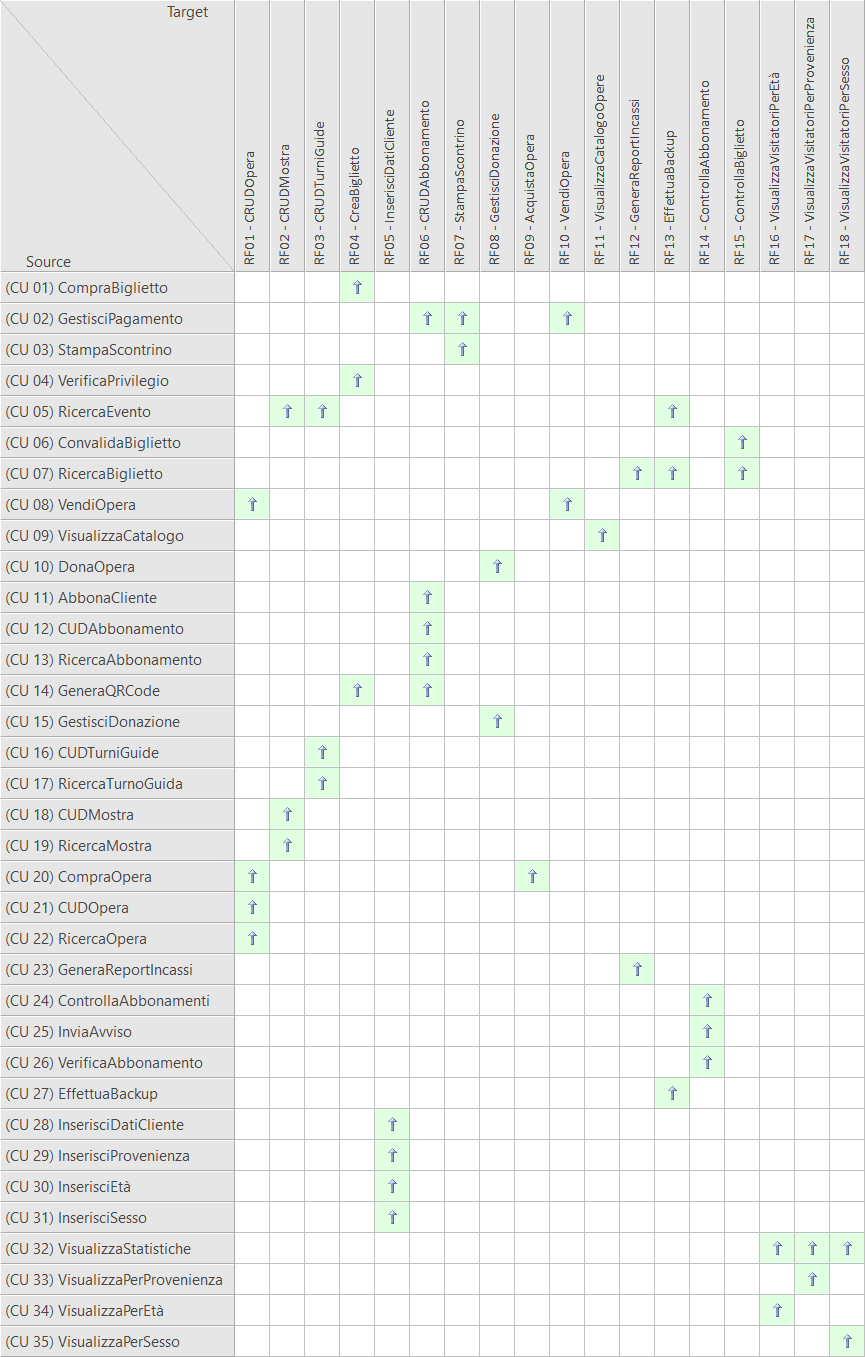 Target
RF01 - CRUDOpera
RF02 - CRUDMostra
RF03 - CRUDTurniGuide
RF04 - CreaBiglietto
RF05 - InserisciDatiCliente
RF06 - CRUDAbbonamento
RF07 - StampaScontrino
RF08 - GestisciDonazione
RF09 - AcquistaOpera
RF10 - VendiOpera
RF11 - VisualizzaCatalogoOpere
RF12 - GeneraReportIncassi
RF13 - EffettuaBackup
RF14 - ControllaAbbonamento
RF15 - ControllaBiglietto
RF16 - VisualizzaVisitatoriPerEtà
RF17 - VisualizzaVisitatoriPerProvenienza
RF18 - VisualizzaVisitatoriPerSesso
Source
(CU 01) CompraBiglietto
(CU 02) GestisciPagamento
(CU 03) StampaScontrino
(CU 04) VerificaPrivilegio
(CU 05) RicercaEvento
(CU 06) ConvalidaBiglietto
(CU 07) RicercaBiglietto
(CU 08) VendiOpera
(CU 09) VisualizzaCatalogo
(CU 10) DonaOpera
(CU 11) AbbonaCliente
(CU 12) CUDAbbonamento
(CU 13) RicercaAbbonamento
(CU 14) GeneraQRCode
(CU 15) GestisciDonazione
(CU 16) CUDTurniGuide
(CU 17) RicercaTurnoGuida
(CU 18) CUDMostra
(CU 19) RicercaMostra
(CU 20) CompraOpera
(CU 21) CUDOpera
(CU 22) RicercaOpera
(CU 23) GeneraReportIncassi
(CU 24) ControllaAbbonamenti
(CU 25) InviaAvviso
(CU 26) VerificaAbbonamento
(CU 27) EffettuaBackup
(CU 28) InserisciDatiCliente
(CU 29) InserisciProvenienza
(CU 30) InserisciEtà
(CU 31) InserisciSesso
(CU 32) VisualizzaStatistiche
(CU 33) VisualizzaPerProvenienza
(CU 34) VisualizzaPerEtà
(CU 35) VisualizzaPerSesso